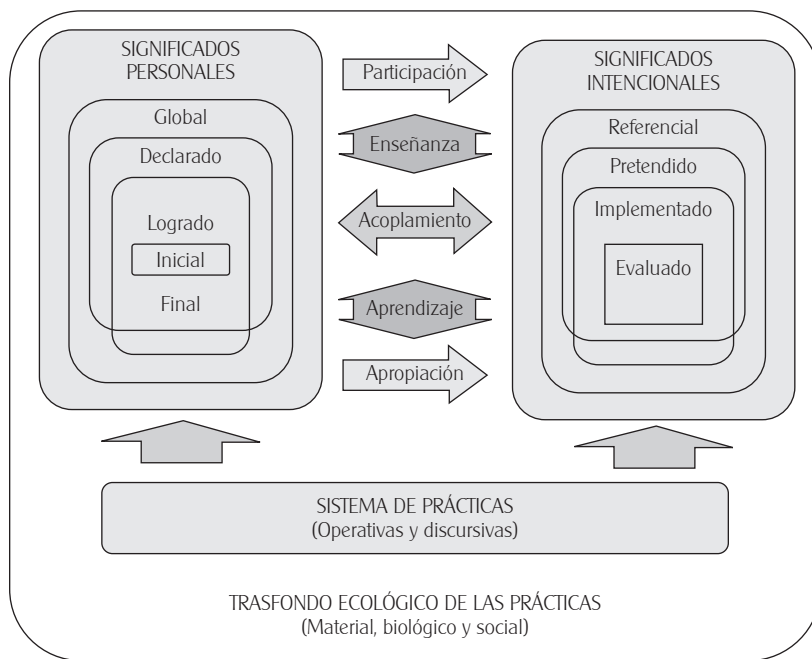 SIGNIFICADOS
PERSONALES
Global
Declarado
Logrado
Inicial
Final
Participación
Enseñanza
Acoplamiento
Aprendizaje
Apropiación
SIGNIFICADOS
INTENCIONALES
Referencial
Pretendido
Implementado
Evaluado
SISTEMA DE PRÁCTICAS
(Operativas y discursivas)
TRASFONDO ECOLÓGICO DE LAS PRÁCTICAS
(Material, biológico y social)